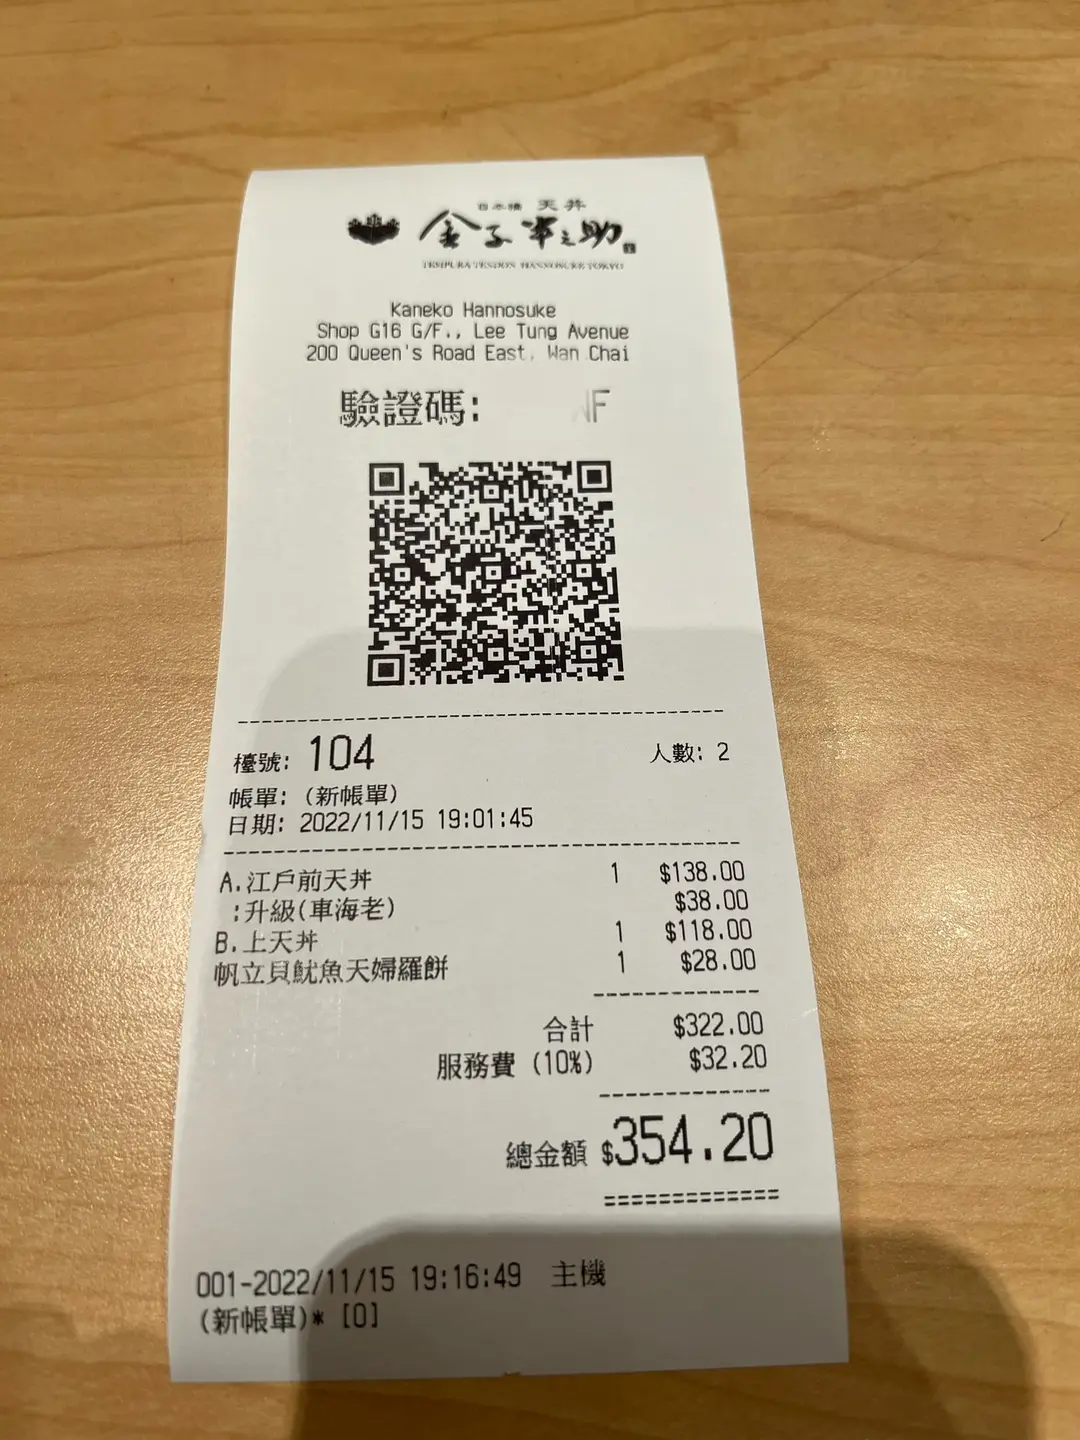 日本橋 天丼
金子半之助
TEMPURA TENDON HANNOSUKE TOKYO
Kaneko Hannosuke
Shop G16 G/F., Lee Tung Avenue
200 Queen's Road East, Wan Chai
驗證碼: NF
檯號: 104 人數: 2
帳單: (新帳單)
日期: 2022/11/15 19:01:45
A.江戶前天丼 1 $138.00
:升級(車海老) $38.00
B.上天丼 1 $118.00
帆立貝魷魚天婦羅餅 1 $28.00
合計 $322.00
服務費 (10%) $32.20
總金額 $354.20
001-2022/11/15 19:16:49 主機
(新帳單)* [0]